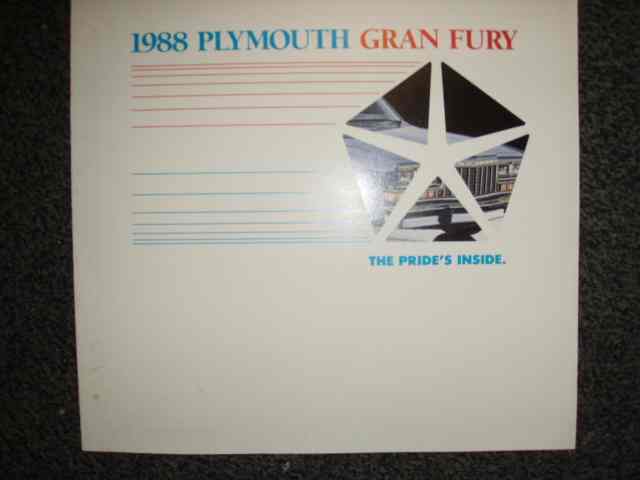 1988 PLYMOUTH GRAN FURY
THE PRIDE'S INSIDE.